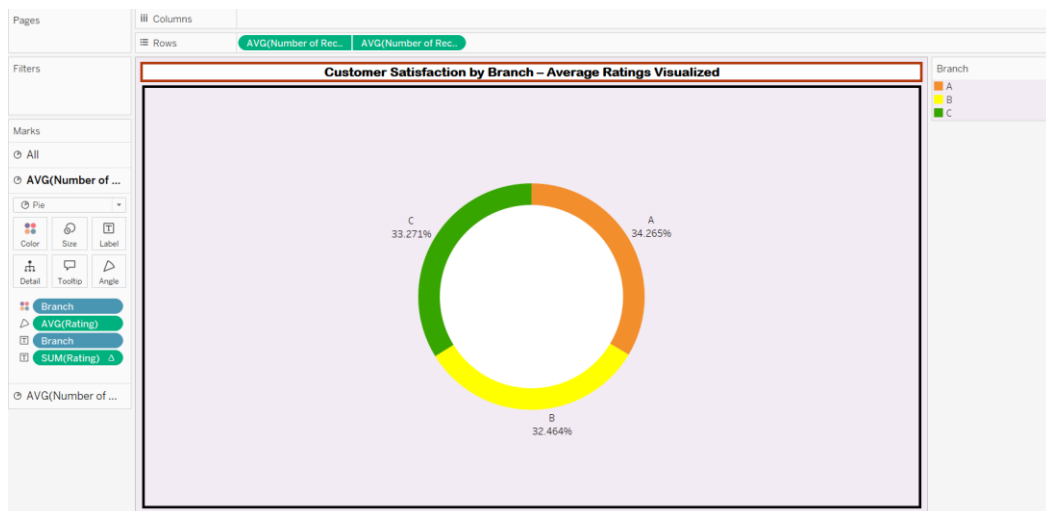 Pages
Columns
Rows
AVG(Number of Rec..
AVG(Number of Rec..
Filters
Marks
All
AVG(Number of ...
Pie
Color
Size
Label
Detail
Tooltip
Angle
Branch
AVG(Rating)
Branch
SUM(Rating) Δ
AVG(Number of ...
Customer Satisfaction by Branch – Average Ratings Visualized
C
33.271%
A
34.265%
B
32.464%
Branch
A
B
C